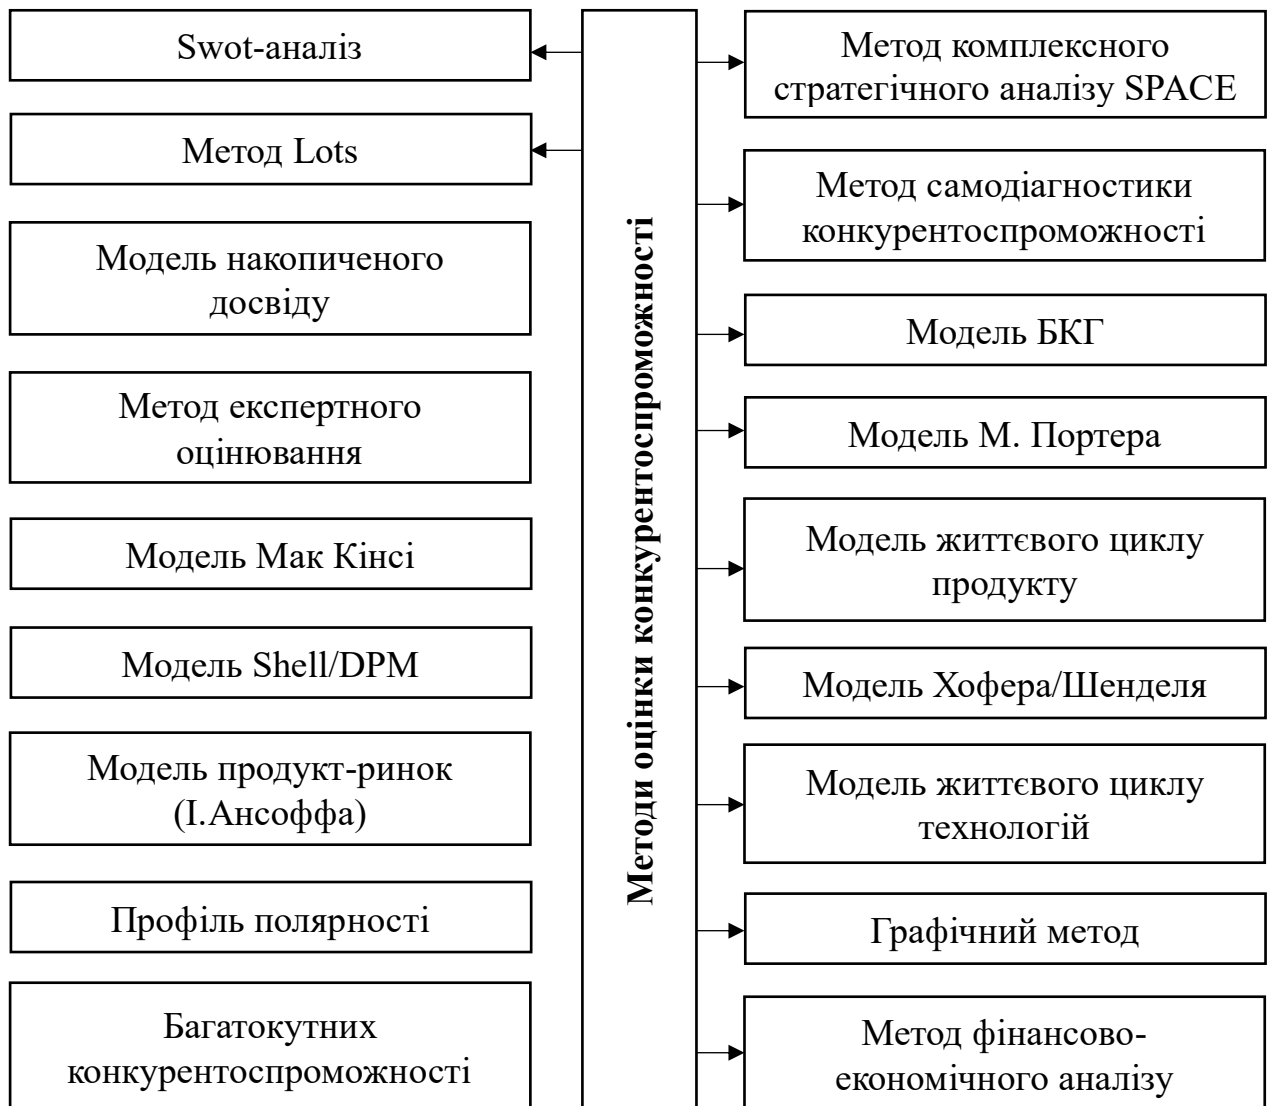 Swot-аналіз
Метод Lots
Модель накопиченого
досвіду
Метод експертного
оцінювання
Модель Мак Кінсі
Модель Shell/DPM
Модель продукт-ринок
(І.Ансоффа)
Профіль полярності
Багатокутних
конкурентоспроможності
Методи оцінки конкурентоспроможності
Метод комплексного
стратегічного аналізу SPACE
Метод самодіагностики
конкурентоспроможності
Модель БКГ
Модель М. Портера
Модель життєвого циклу
продукту
Модель Хофера/Шенделя
Модель життєвого циклу
технологій
Графічний метод
Метод фінансово-
економічного аналізу